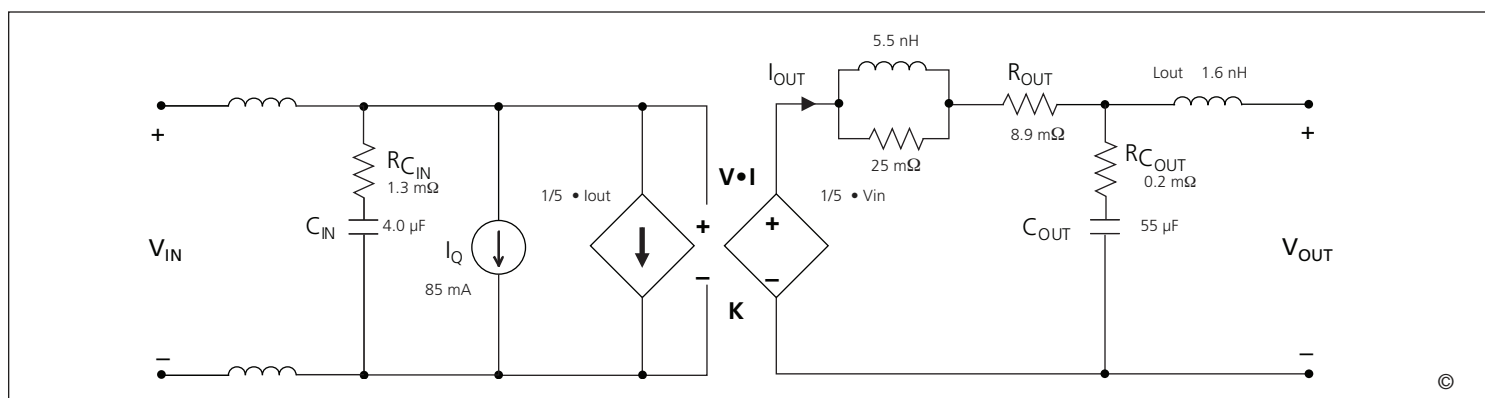 5.5 nH
IOUT
ROUT
Lout 1.6 nH
+
8.9 mΩ
+
RCIN
1.3 mΩ
25 mΩ
RCOUT
0.2 mΩ
V•I
1/5 • Iout
1/5 • Vin
CIN
4.0 µF
+
+
COUT
55 µF
VIN
IQ
VOUT
85 mA
–
–
K
–
–
©